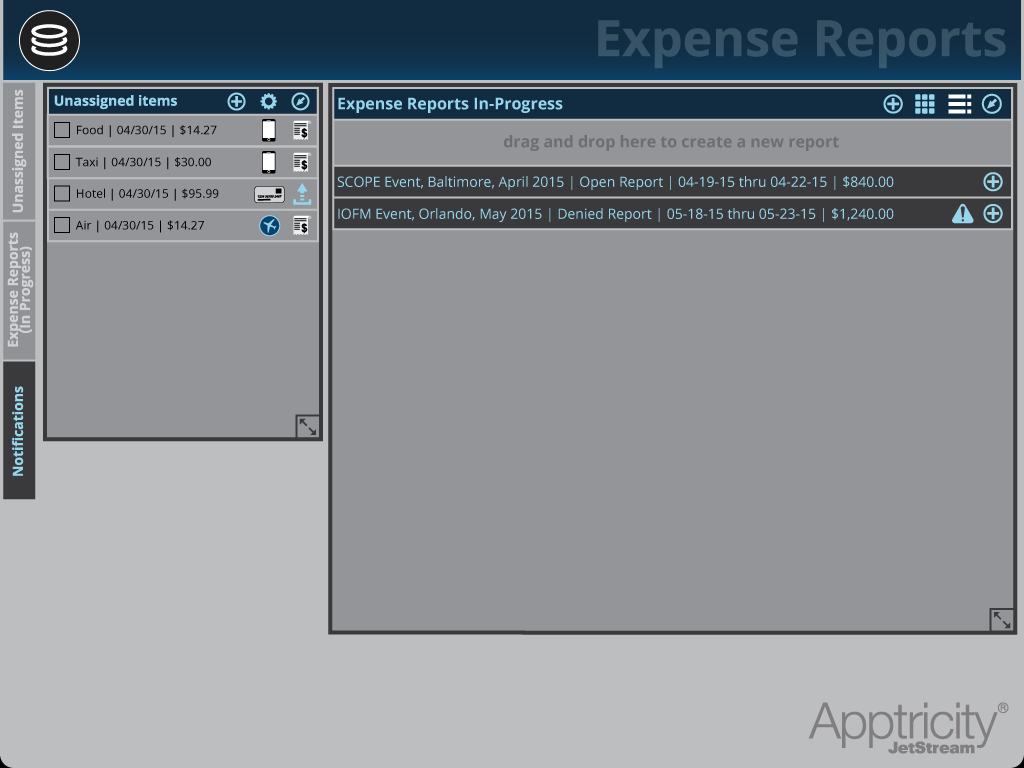 Expense Reports
Unassigned Items
Expense Reports
(In Progress)
Notifications
Unassigned items
Food | 04/30/15 | $14.27
Taxi | 04/30/15 | $30.00
Hotel | 04/30/15 | $95.99
Air | 04/30/15 | $14.27
Expense Reports In-Progress
drag and drop here to create a new report
SCOPE Event, Baltimore, April 2015 | Open Report | 04-19-15 thru 04-22-15 | $840.00
IOFM Event, Orlando, May 2015 | Denied Report | 05-18-15 thru 05-23-15 | $1,240.00
Apptricity®
JetStream